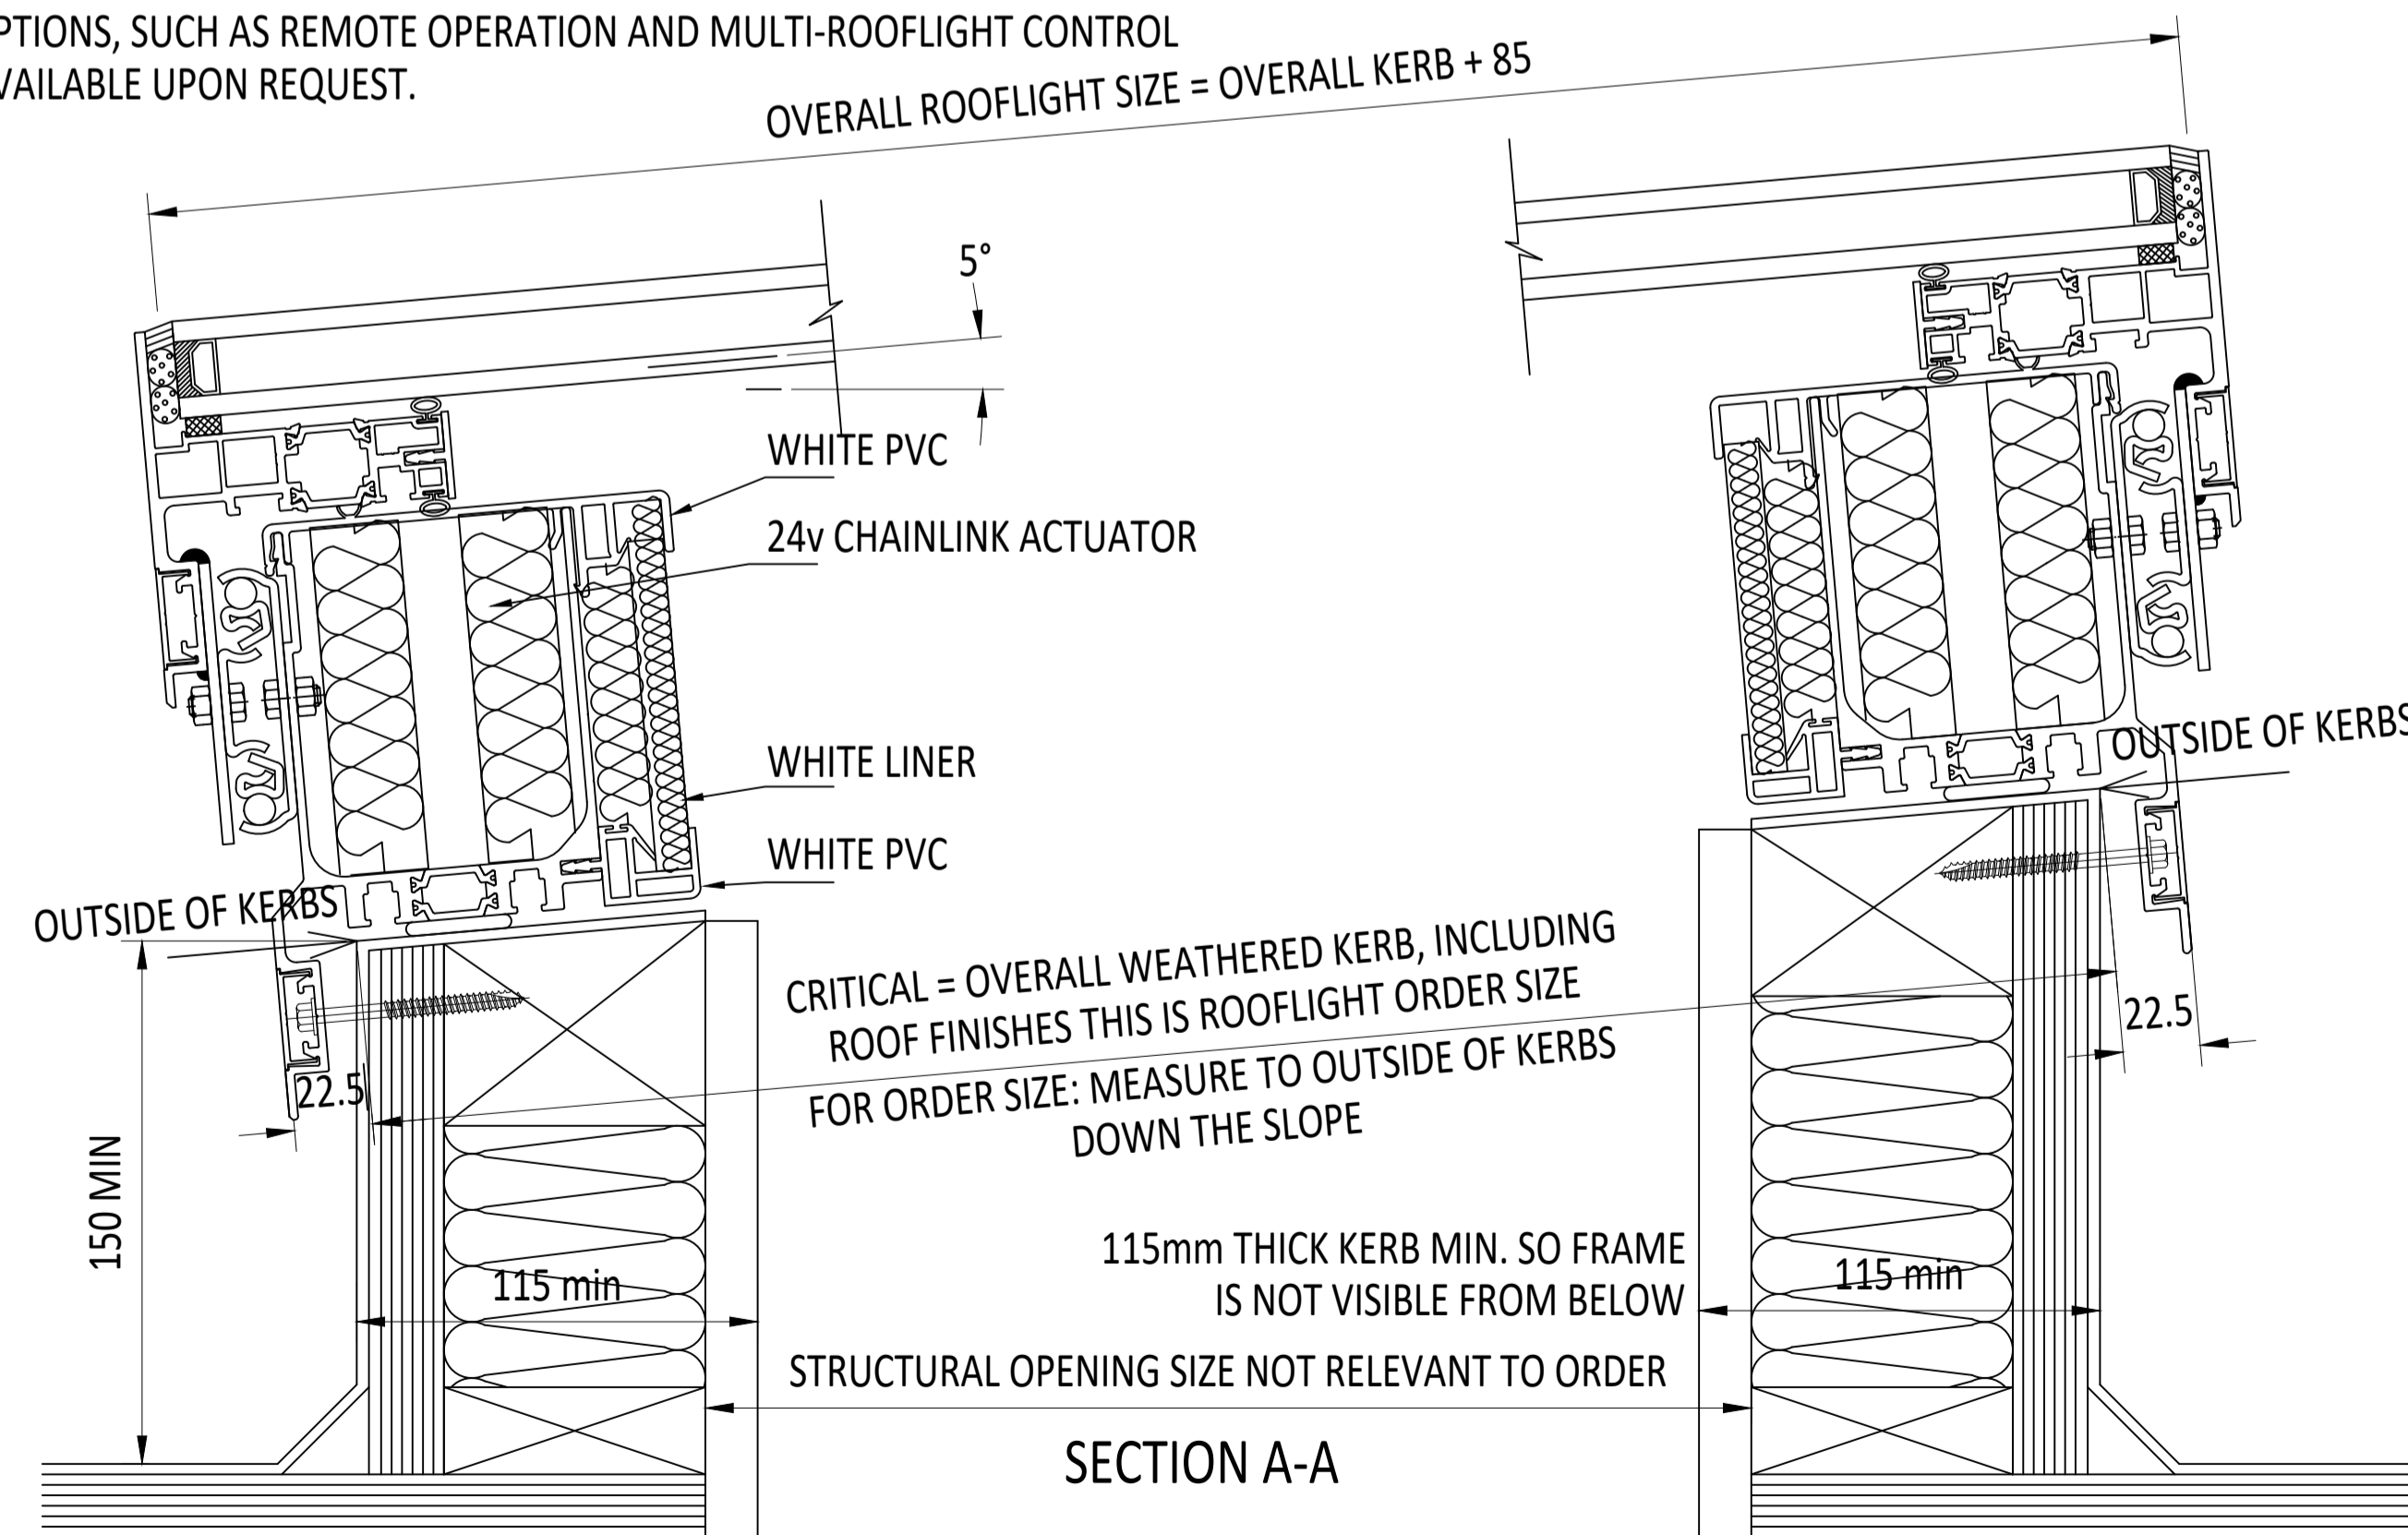 PTIONS, SUCH AS REMOTE OPERATION AND MULTI-ROOFLIGHT CONTROL
VAILABLE UPON REQUEST.
OVERALL ROOFLIGHT SIZE = OVERALL KERB + 85
5°
WHITE PVC
24v CHAINLINK ACTUATOR
WHITE LINER
WHITE PVC
OUTSIDE OF KERBS
OUTSIDE OF KERBS
CRITICAL = OVERALL WEATHERED KERB, INCLUDING
ROOF FINISHES THIS IS ROOFLIGHT ORDER SIZE
FOR ORDER SIZE: MEASURE TO OUTSIDE OF KERBS
DOWN THE SLOPE
22.5
22.5
150 MIN
115 min
115mm THICK KERB MIN. SO FRAME
IS NOT VISIBLE FROM BELOW
115 min
STRUCTURAL OPENING SIZE NOT RELEVANT TO ORDER
SECTION A-A